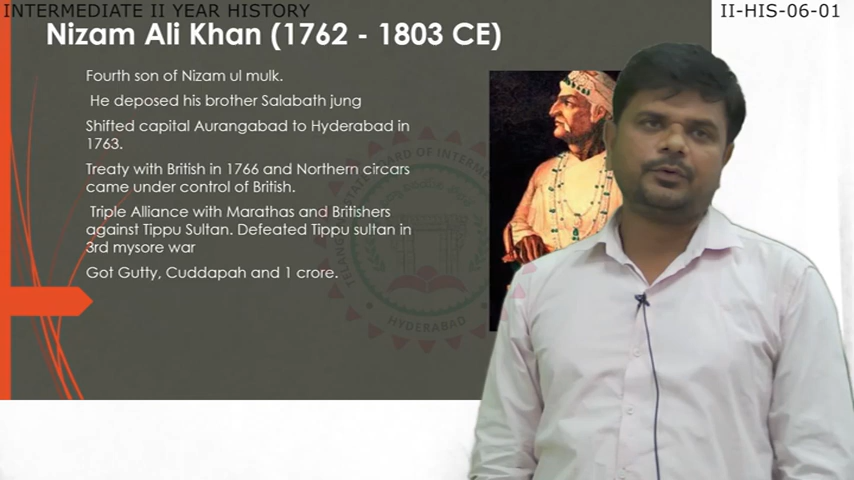 INTERMEDIATE II YEAR HISTORY
II-HIS-06-01
Nizam Ali Khan (1762 - 1803 CE)
Fourth son of Nizam ul mulk.
He deposed his brother Salabath jung
Shifted capital Aurangabad to Hyderabad in
1763.
Treaty with British in 1766 and Northern circars
came under control of British.
Triple Alliance with Marathas and Britishers
against Tippu Sultan. Defeated Tippu sultan in
3rd mysore war
Got Gutty, Cuddapah and 1 crore.
HYDERABAD